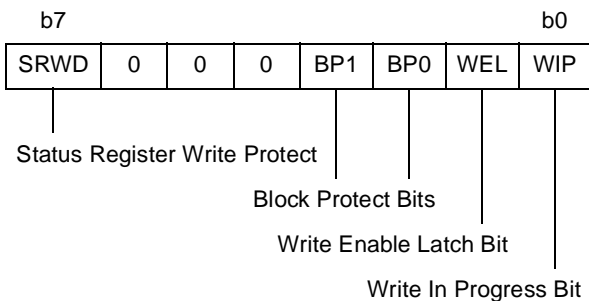 b7 b0
SRWD 0 0 0 BP1 BP0 WEL WIP
Status Register Write Protect
Block Protect Bits
Write Enable Latch Bit
Write In Progress Bit